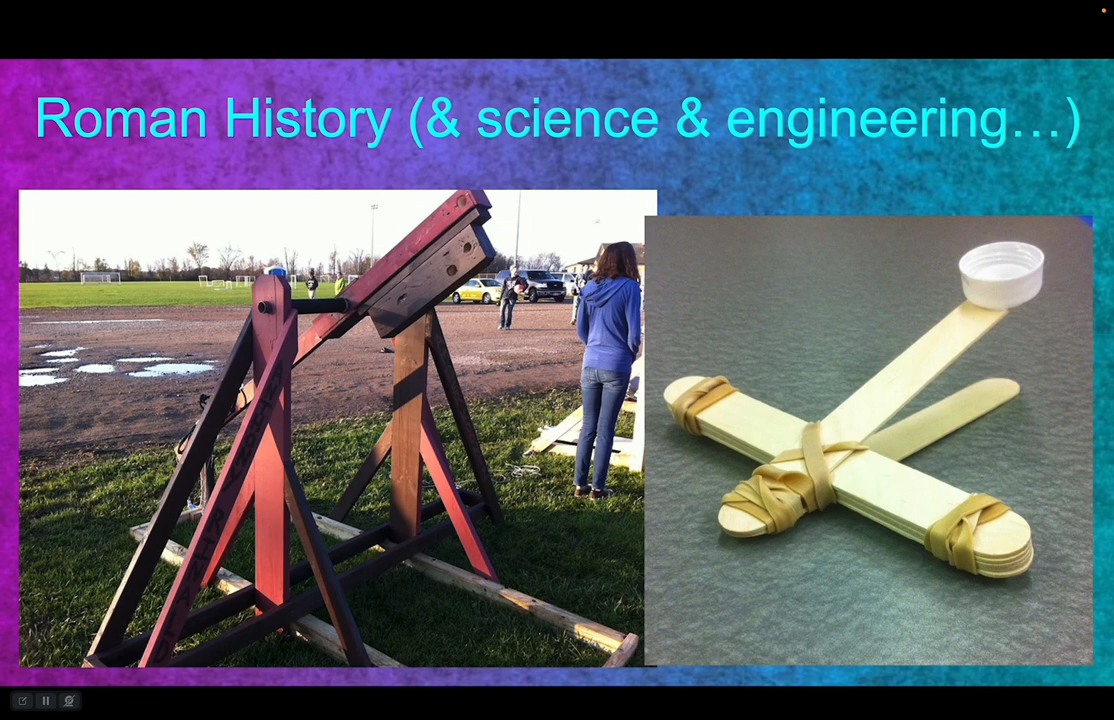 Roman History (& science & engineering…)